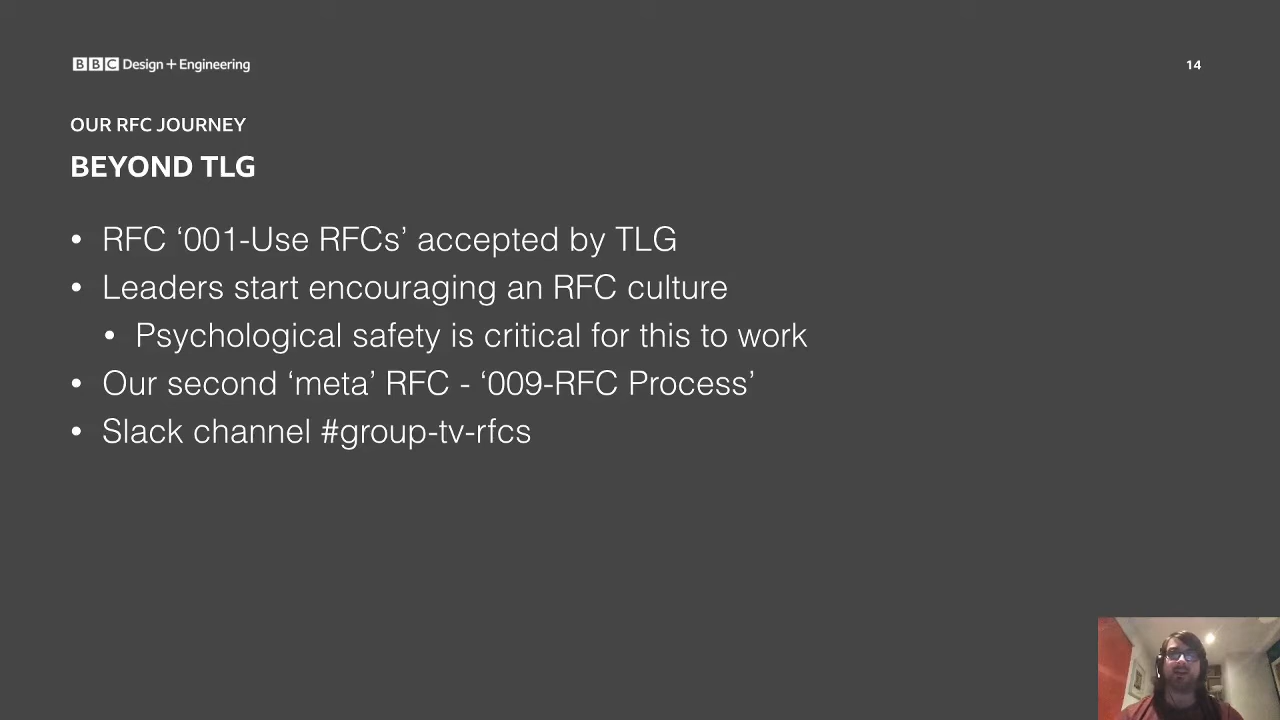 BBC Design + Engineering
14
OUR RFC JOURNEY
BEYOND TLG
• RFC ‘001-Use RFCs’ accepted by TLG
• Leaders start encouraging an RFC culture
• Psychological safety is critical for this to work
• Our second ‘meta’ RFC - ‘009-RFC Process’
• Slack channel #group-tv-rfcs